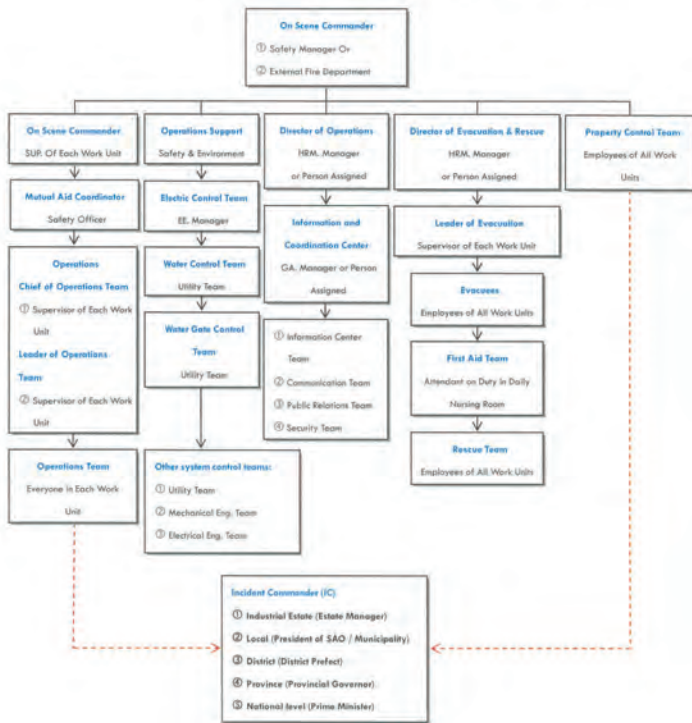 On Scene Commander
① Safety Manager Or
② External Fire Department
On Scene Commander
SUP. Of Each Work Unit
Operations Support
Safety & Environment
Director of Operations
HRM. Manager
or Person Assigned
Director of Evacuation & Rescue
HRM. Manager
or Person Assigned
Property Control Team
Employees of All Work
Units
Mutual Aid Coordinator
Safety Officer
Electric Control Team
EE. Manager
Information and
Coordination Center
GA. Manager or Person
Assigned
Leader of Evacuation
Supervisor of Each Work Unit
Operations
Chief of Operations Team
① Supervisor of Each Work
Unit
Leader of Operations
Team
② Supervisor of Each Work
Unit
Water Control Team
Utility Team
Water Gate Control
Team
Utility Team
① Information Center
Team
② Communication Team
③ Public Relations Team
④ Security Team
Evacuees
Employees of All Work Units
First Aid Team
Attendant on Duty in Daily
Nursing Room
Rescue Team
Employees of All Work Units
Operations Team
Everyone in Each Work
Unit
Other system control teams:
① Utility Team
② Mechanical Eng. Team
③ Electrical Eng. Team
Incident Commander (IC)
① Industrial Estate (Estate Manager)
② Local (President of SAO / Municipality)
③ District (District Prefect)
④ Province (Provincial Governor)
⑤ National level (Prime Minister)